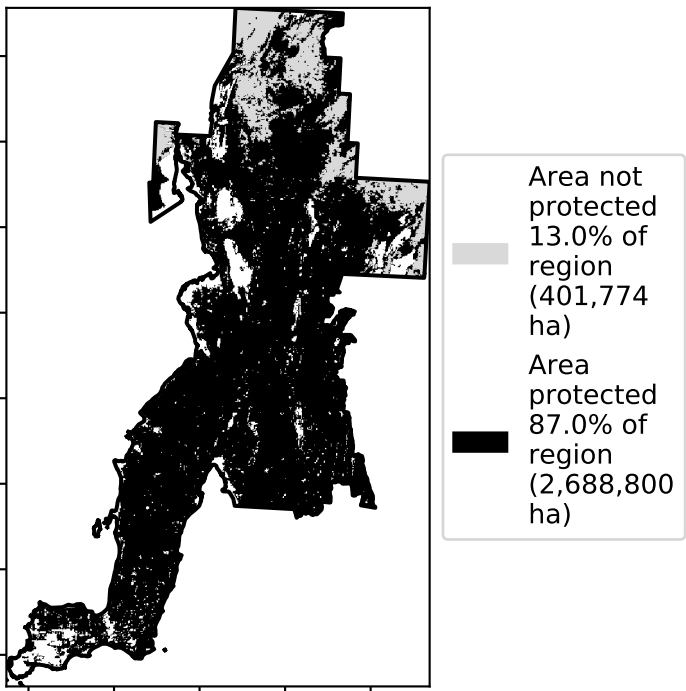 Area not
protected
13.0% of
region
(401,774
ha)
Area
protected
87.0% of
region
(2,688,800
ha)